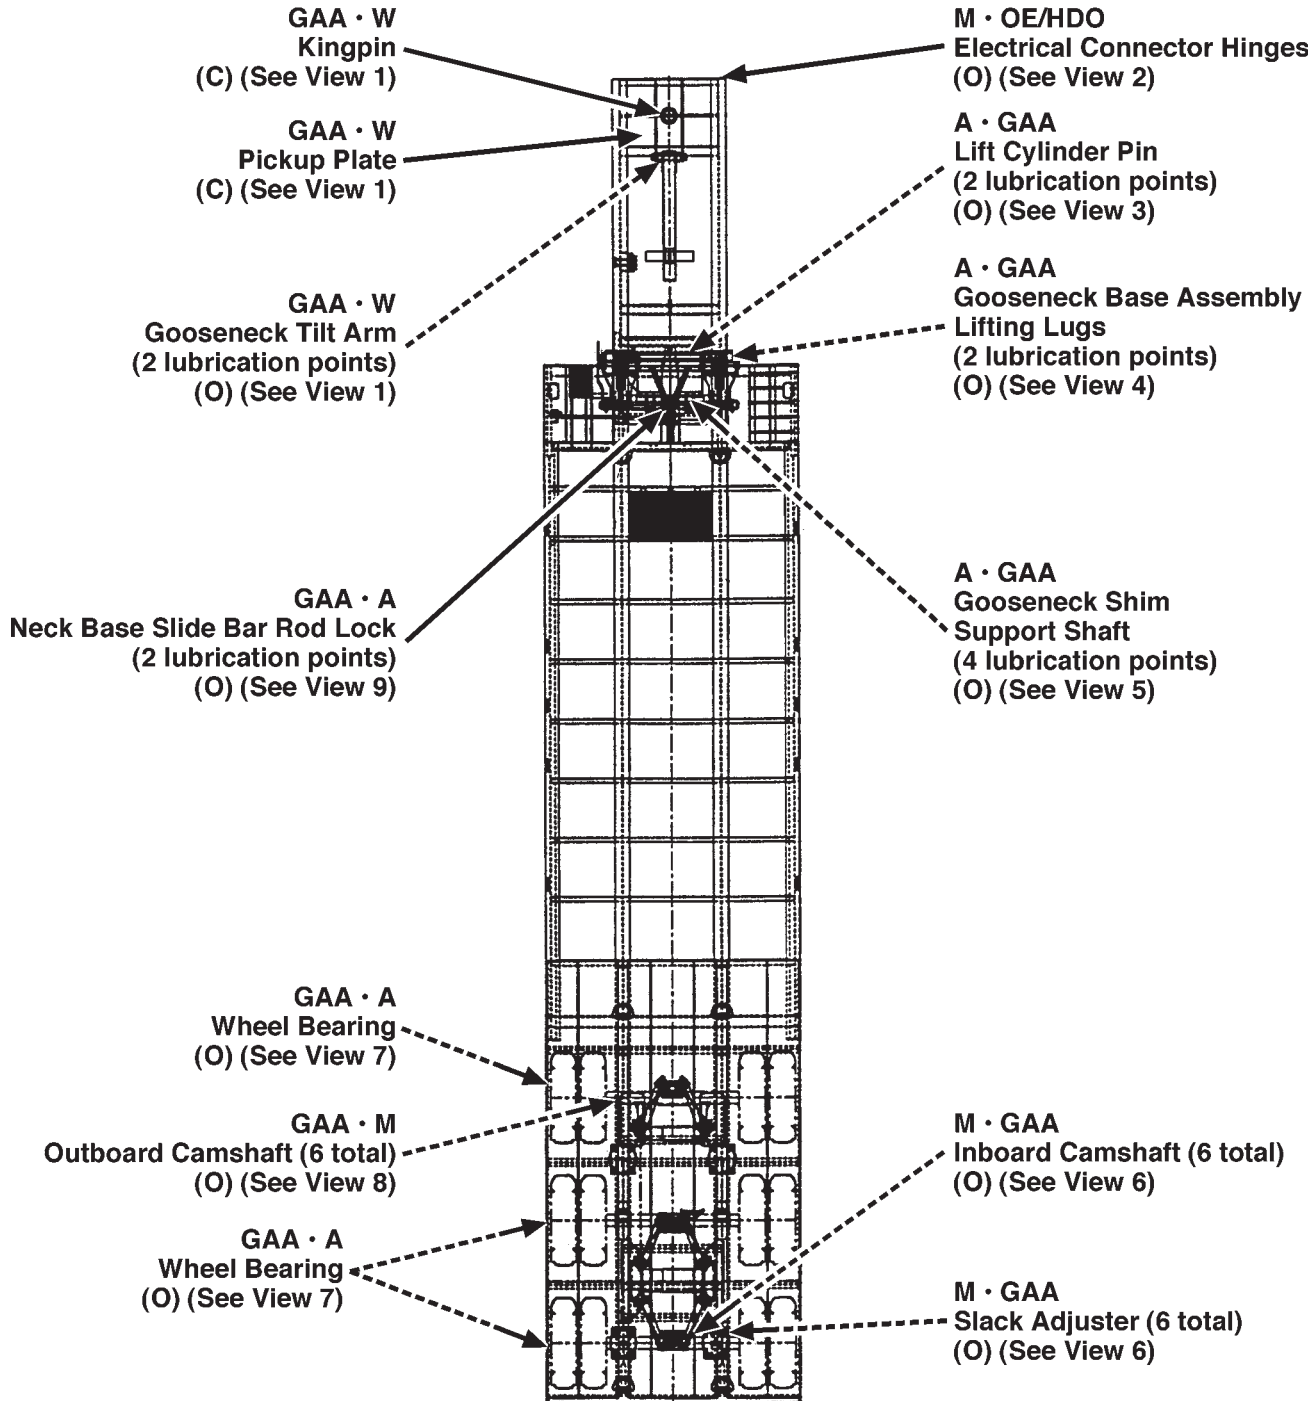 GAA · W
Kingpin
(C) (See View 1)
GAA · W
Pickup Plate
(C) (See View 1)
GAA · W
Gooseneck Tilt Arm
(2 lubrication points)
(O) (See View 1)
GAA · A
Neck Base Slide Bar Rod Lock
(2 lubrication points)
(O) (See View 9)
GAA · A
Wheel Bearing
(O) (See View 7)
GAA · M
Outboard Camshaft (6 total)
(O) (See View 8)
GAA · A
Wheel Bearing
(O) (See View 7)
M · OE/HDO
Electrical Connector Hinges
(O) (See View 2)
A · GAA
Lift Cylinder Pin
(2 lubrication points)
(O) (See View 3)
A · GAA
Gooseneck Base Assembly
Lifting Lugs
(2 lubrication points)
(O) (See View 4)
A · GAA
Gooseneck Shim
Support Shaft
(4 lubrication points)
(O) (See View 5)
M · GAA
Inboard Camshaft (6 total)
(O) (See View 6)
M · GAA
Slack Adjuster (6 total)
(O) (See View 6)